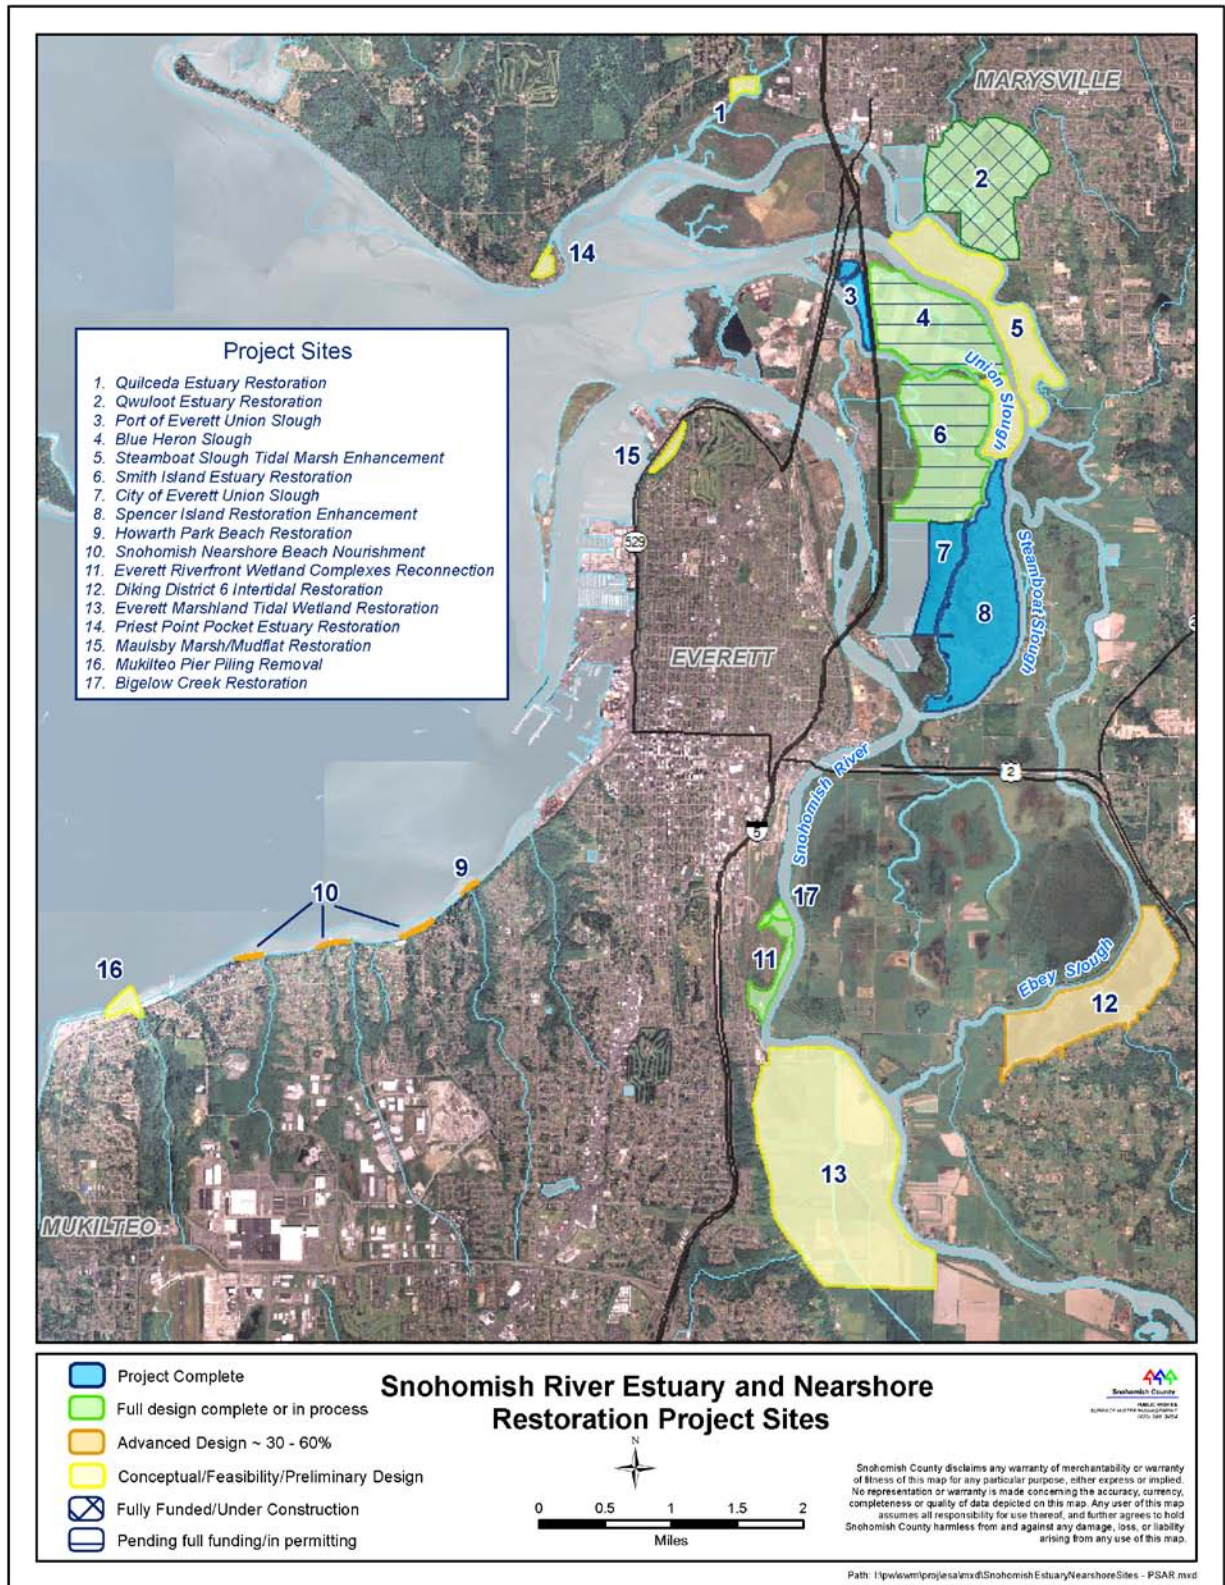 MARYSVILLE
1
2
14
3
4
5
Union Slough
6
Project Sites
1. Quilceda Estuary Restoration
2. Qwuloot Estuary Restoration
3. Port of Everett Union Slough
4. Blue Heron Slough
5. Steamboat Slough Tidal Marsh Enhancement
6. Smith Island Estuary Restoration
7. City of Everett Union Slough
8. Spencer Island Restoration Enhancement
9. Howarth Park Beach Restoration
10. Snohomish Nearshore Beach Nourishment
11. Everett Riverfront Wetland Complexes Reconnection
12. Diking District 6 Intertidal Restoration
13. Everett Marshland Tidal Wetland Restoration
14. Priest Point Pocket Estuary Restoration
15. Maulsby Marsh/Mudflat Restoration
16. Mukilteo Pier Piling Removal
17. Bigelow Creek Restoration
15
529
7
8
Steamboat Slough
EVERETT
2
Snohomish River
5
9
10
17
11
16
Ebey Slough
12
13
MUKILTEO
Project Complete
Full design complete or in process
Advanced Design ~ 30 - 60%
Conceptual/Feasibility/Preliminary Design
Fully Funded/Under Construction
Pending full funding/in permitting
Snohomish River Estuary and Nearshore
Restoration Project Sites
N
0 0.5 1 1.5 2
Miles
Snohomish County
Snohomish County disclaims any warranty of merchantability or warranty
of fitness of this map for any particular purpose, either express or implied.
No representation or warranty is made concerning the accuracy, currency,
completeness or quality of data depicted on this map. Any user of this map
assumes all responsibility for use thereof, and further agrees to hold
Snohomish County harmless from and against any damage, loss, or liability
arising from any use of this map.